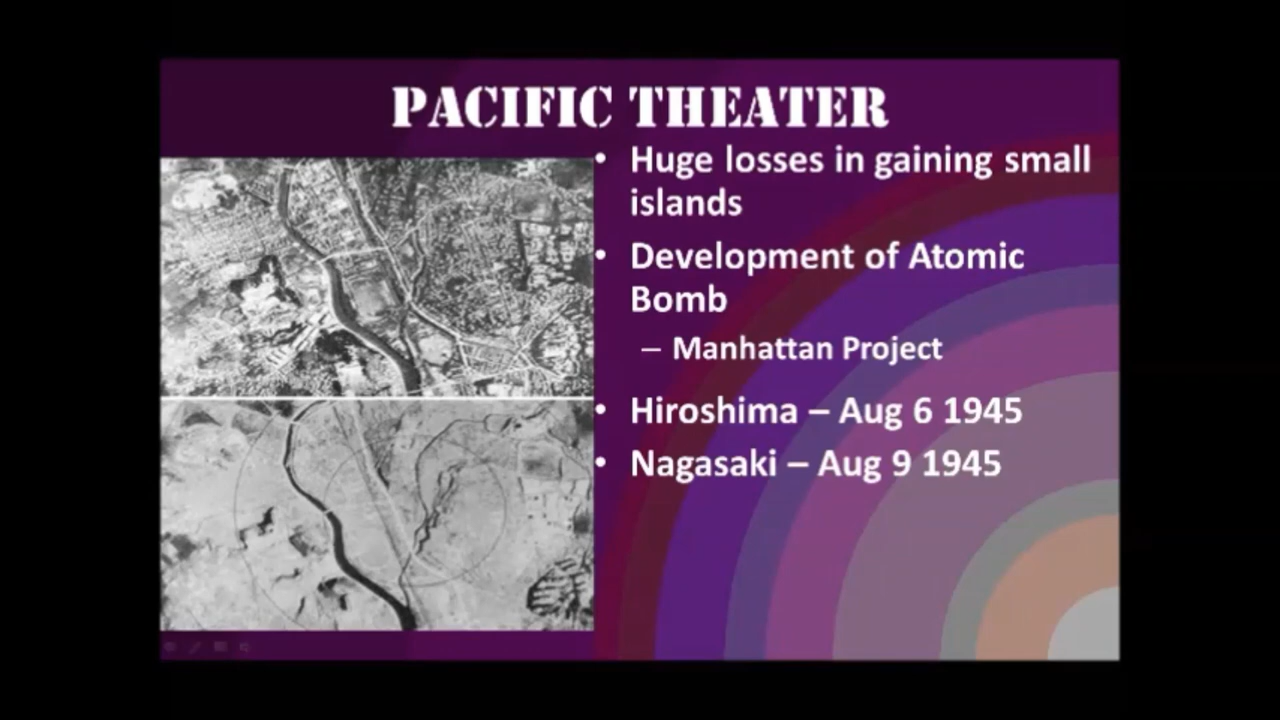 PACIFIC THEATER
• Huge losses in gaining small
islands
• Development of Atomic
Bomb
– Manhattan Project
• Hiroshima – Aug 6 1945
• Nagasaki – Aug 9 1945